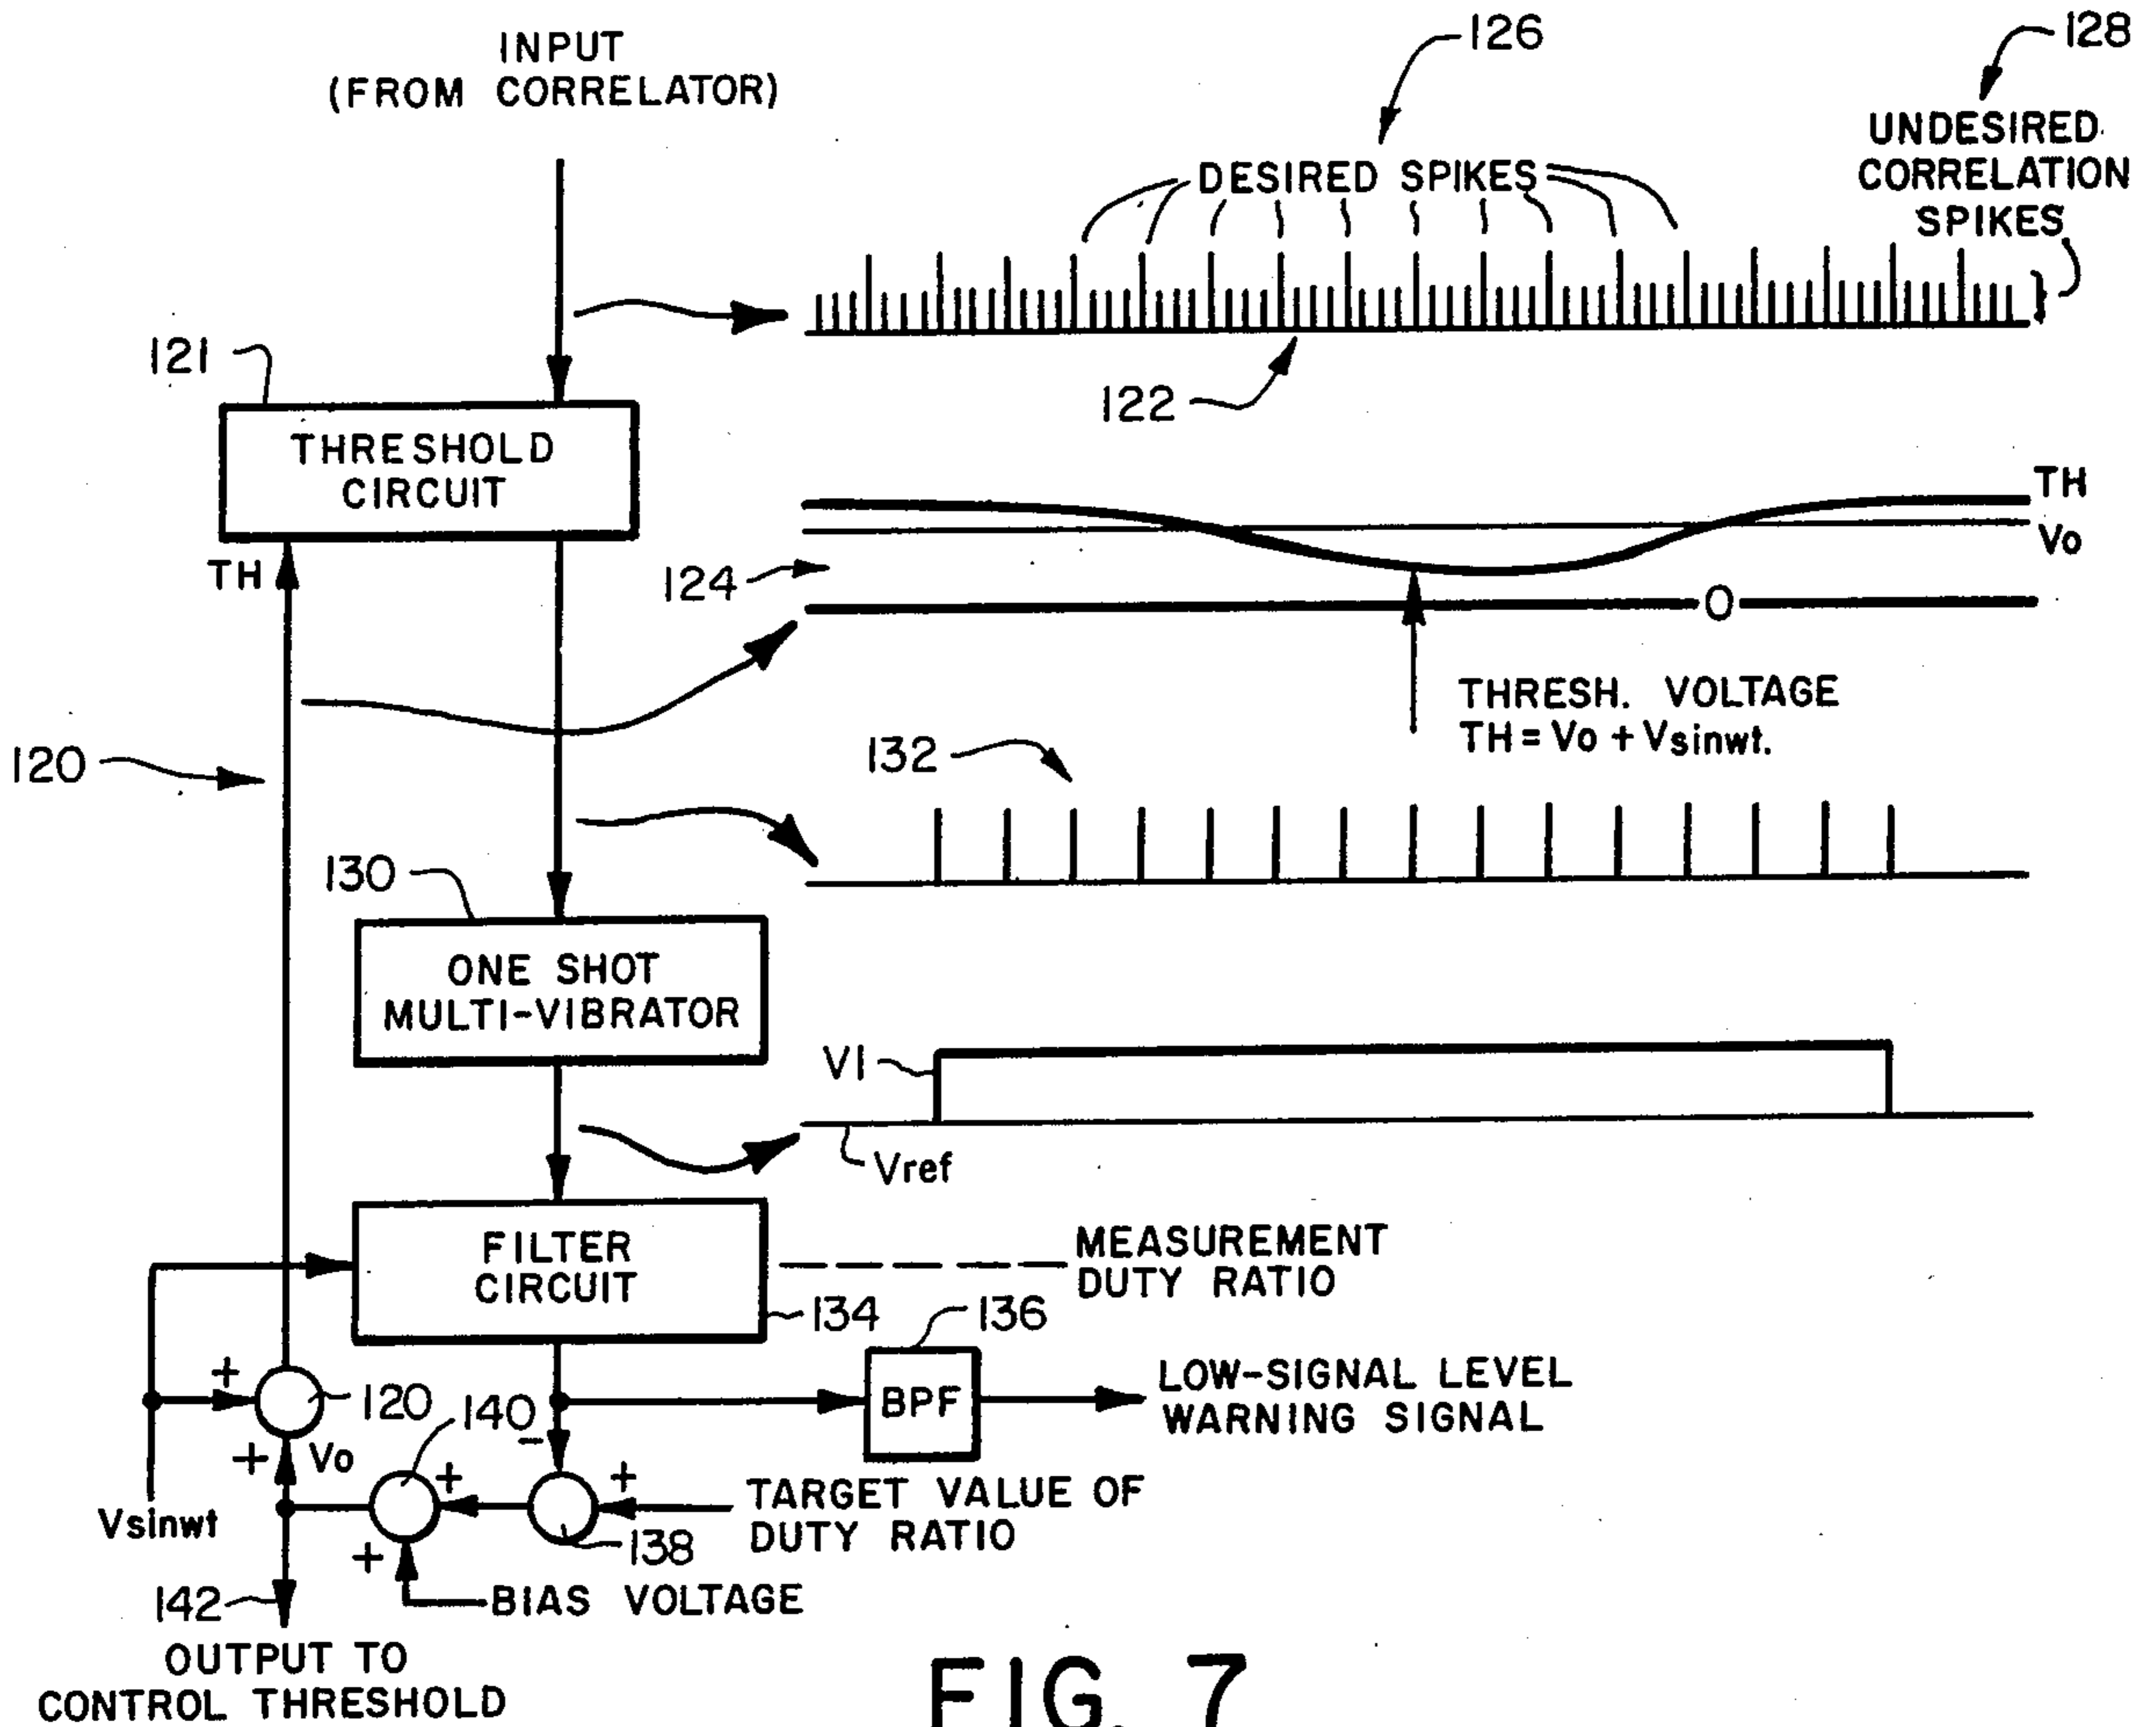 INPUT
(FROM CORRELATOR)
126
128
UNDESIRED
CORRELATION
SPIKES
DESIRED SPIKES
122
121
THRESHOLD
CIRCUIT
TH
TH
Vo
124
O
THRESH. VOLTAGE
TH = Vo + Vsinwt.
120
132
130
ONE SHOT
MULTI-VIBRATOR
V1
Vref
FILTER
CIRCUIT
MEASUREMENT
DUTY RATIO
134
136
BPF
LOW-SIGNAL LEVEL
WARNING SIGNAL
+
120
140
+
Vo
−
+
+
Vsinwt
TARGET VALUE OF
DUTY RATIO
138
+
BIAS VOLTAGE
142
OUTPUT TO
CONTROL THRESHOLD
FIG. 7